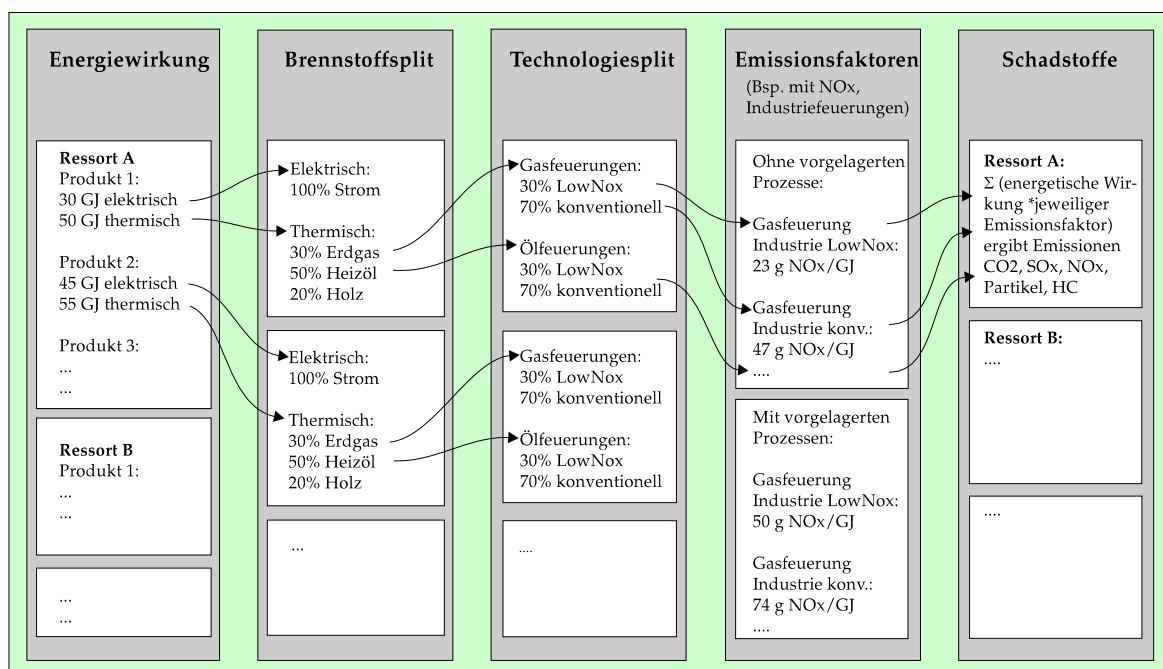 Energiewirkung
Ressort A
Produkt 1:
30 GJ elektrisch
50 GJ thermisch
Produkt 2:
45 GJ elektrisch
55 GJ thermisch
Produkt 3:
...
...
Ressort B
Produkt 1:
...
...
...
...
Brennstoffsplit
Elektrisch:
100% Strom
Thermisch:
30% Erdgas
50% Heizöl
20% Holz
Elektrisch:
100% Strom
Thermisch:
30% Erdgas
50% Heizöl
20% Holz
...
Technologiesplit
Gasfeuerungen:
30% LowNox
70% konventionell
Ölfeuerungen:
30% LowNox
70% konventionell
Gasfeuerungen:
30% LowNox
70% konventionell
Ölfeuerungen:
30% LowNox
70% konventionell
....
Emissionsfaktoren
(Bsp. mit NOx,
Industriefeuerungen)
Ohne vorgelagerten
Prozesse:
Gasfeuerung
Industrie LowNox:
23 g NOx/GJ
Gasfeuerung
Industrie konv.:
47 g NOx/GJ
....
Mit vorgelagerten
Prozessen:
Gasfeuerung
Industrie LowNox:
50 g NOx/GJ
Gasfeuerung
Industrie konv.:
74 g NOx/GJ
....
Schadstoffe
Ressort A:
Σ (energetische Wir-
kung *jeweiliger
Emissionsfaktor)
ergibt Emissionen
CO2, SOx, NOx,
Partikel, HC
Ressort B:
....
....